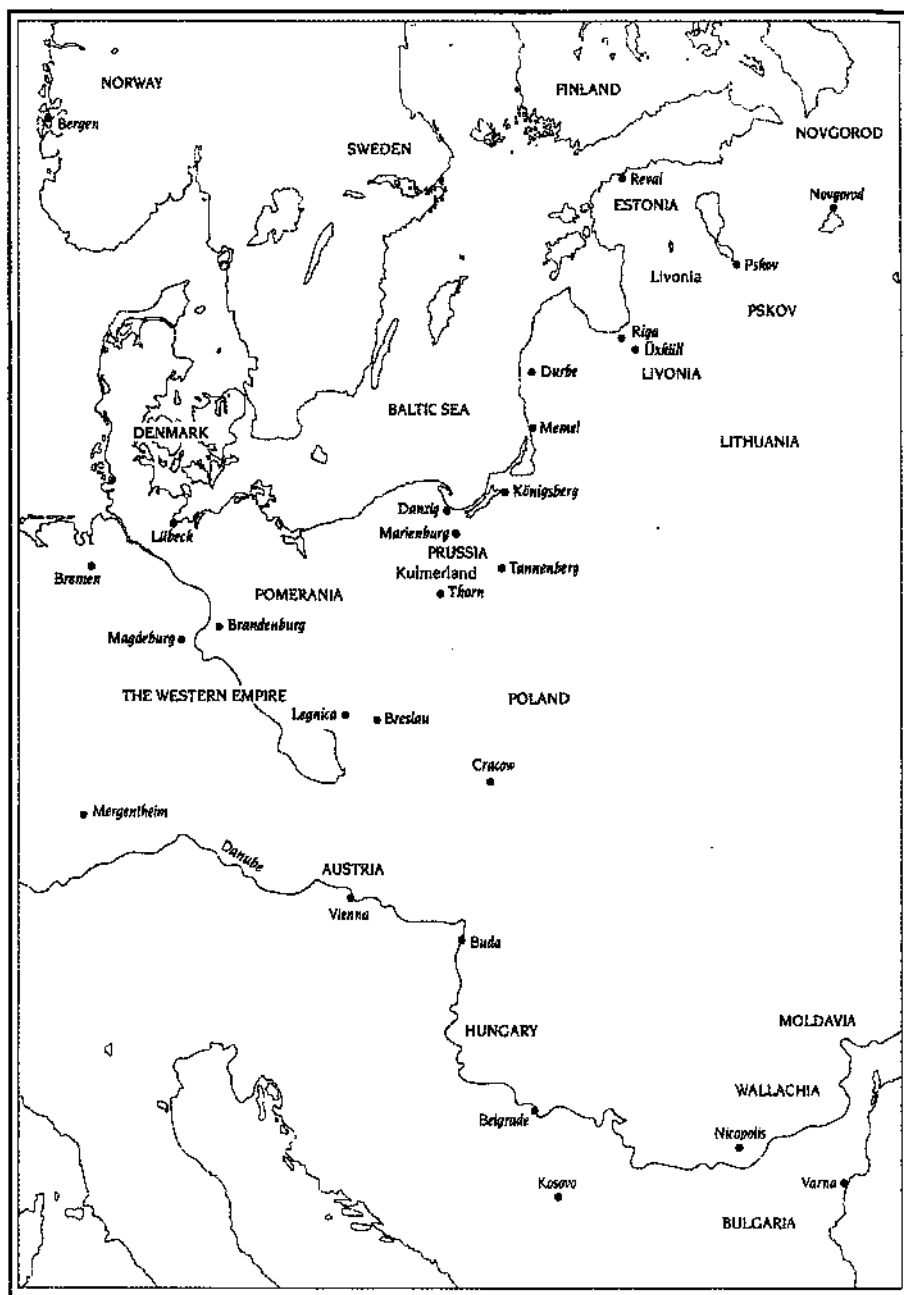 NORWAY
FINLAND
Bergen
NOVGOROD
SWEDEN
Reval
Novgorod
ESTONIA
Pskov
Livonia
PSKOV
Riga
Üxküll
Durbe
LIVONIA
BALTIC SEA
Memel
DENMARK
LITHUANIA
Königsberg
Danzig
Lübeck
Marienburg
PRUSSIA
Tannenberg
Bremen
Kulmerland
POMERANIA
Thorn
Brandenburg
Magdeburg
THE WESTERN EMPIRE
POLAND
Legnica
Breslau
Cracow
Mergentheim
Danube
AUSTRIA
Vienna
Buda
MOLDAVIA
HUNGARY
WALLACHIA
Belgrade
Nicopolis
Kosovo
Varna
BULGARIA